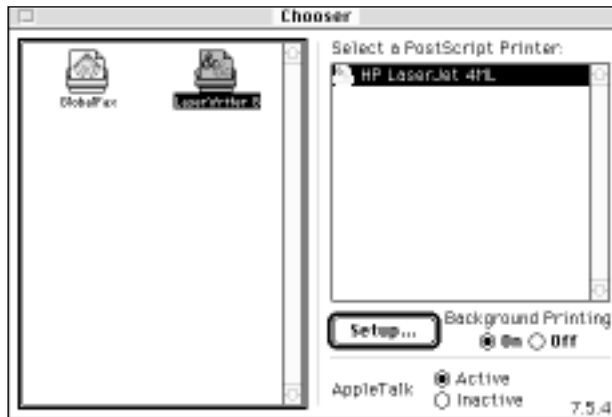 Chooser
GlobalFax
LaserWriter 8
Select a PostScript Printer:
HP LaserJet 4ML
Setup...
Background Printing
On Off
AppleTalk
Active
Inactive
7.5.4